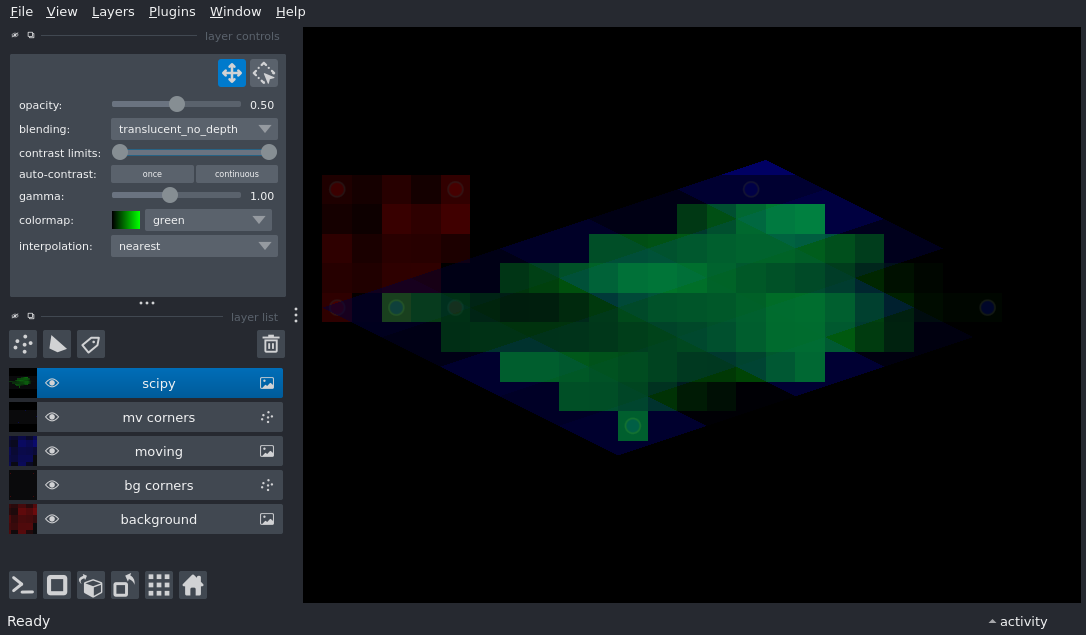 File View Layers Plugins Window Help
layer controls
opacity: 0.50
blending: translucent_no_depth
contrast limits:
auto-contrast: once continuous
gamma: 1.00
colormap: green
interpolation: nearest
layer list
scipy
mv corners
moving
bg corners
background
Ready activity